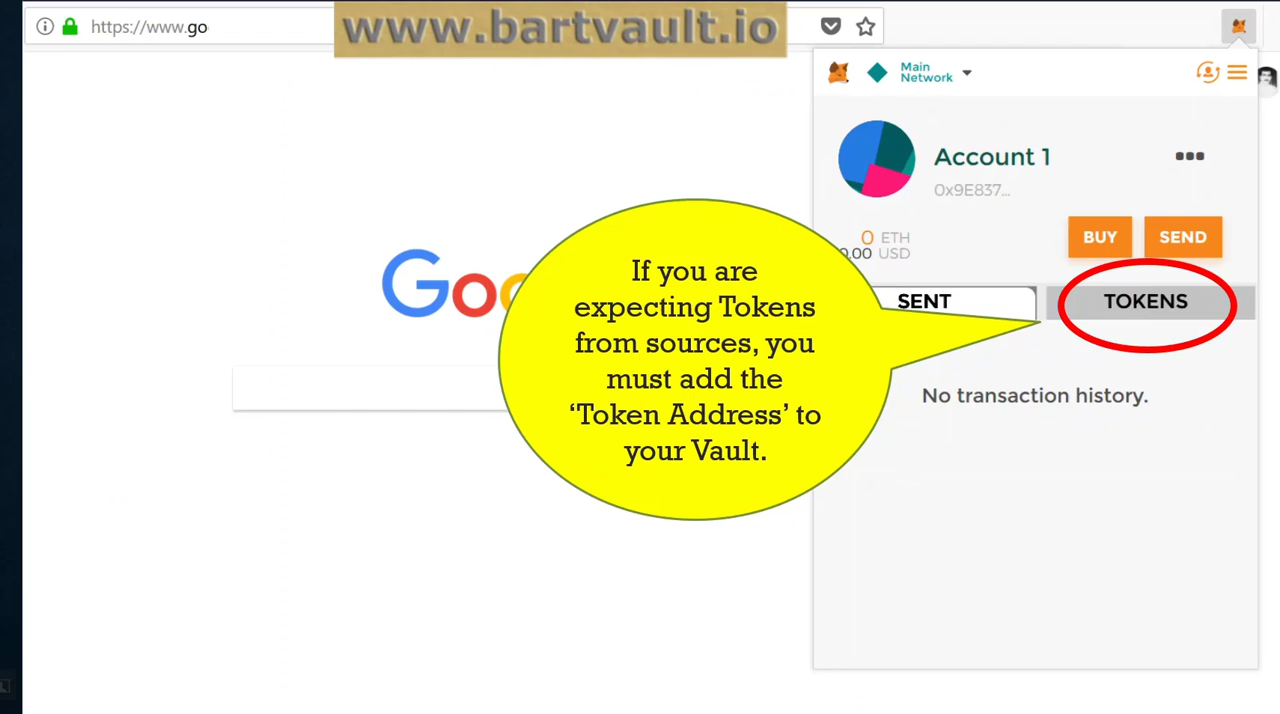 https://www.go
www.bartvault.io
Main
Network
Account 1
0x9E837...
0 ETH
0.00 USD
BUY
SEND
SENT
TOKENS
No transaction history.
If you are
expecting Tokens
from sources, you
must add the
‘Token Address’ to
your Vault.